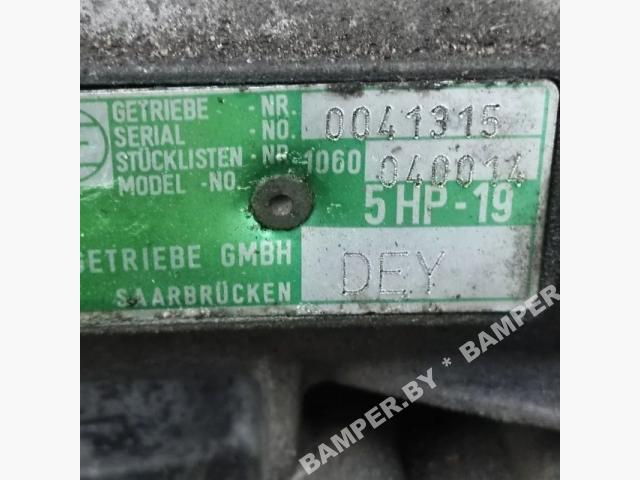 GETRIEBE - NR. 0041315
SERIAL - NO.
STÜCKLISTEN - NR. 1060 040014
MODEL - NO.
5 HP - 19
GETRIEBE GMBH DEY
SAARBRÜCKEN
BAMPER.BY * BAMPER.